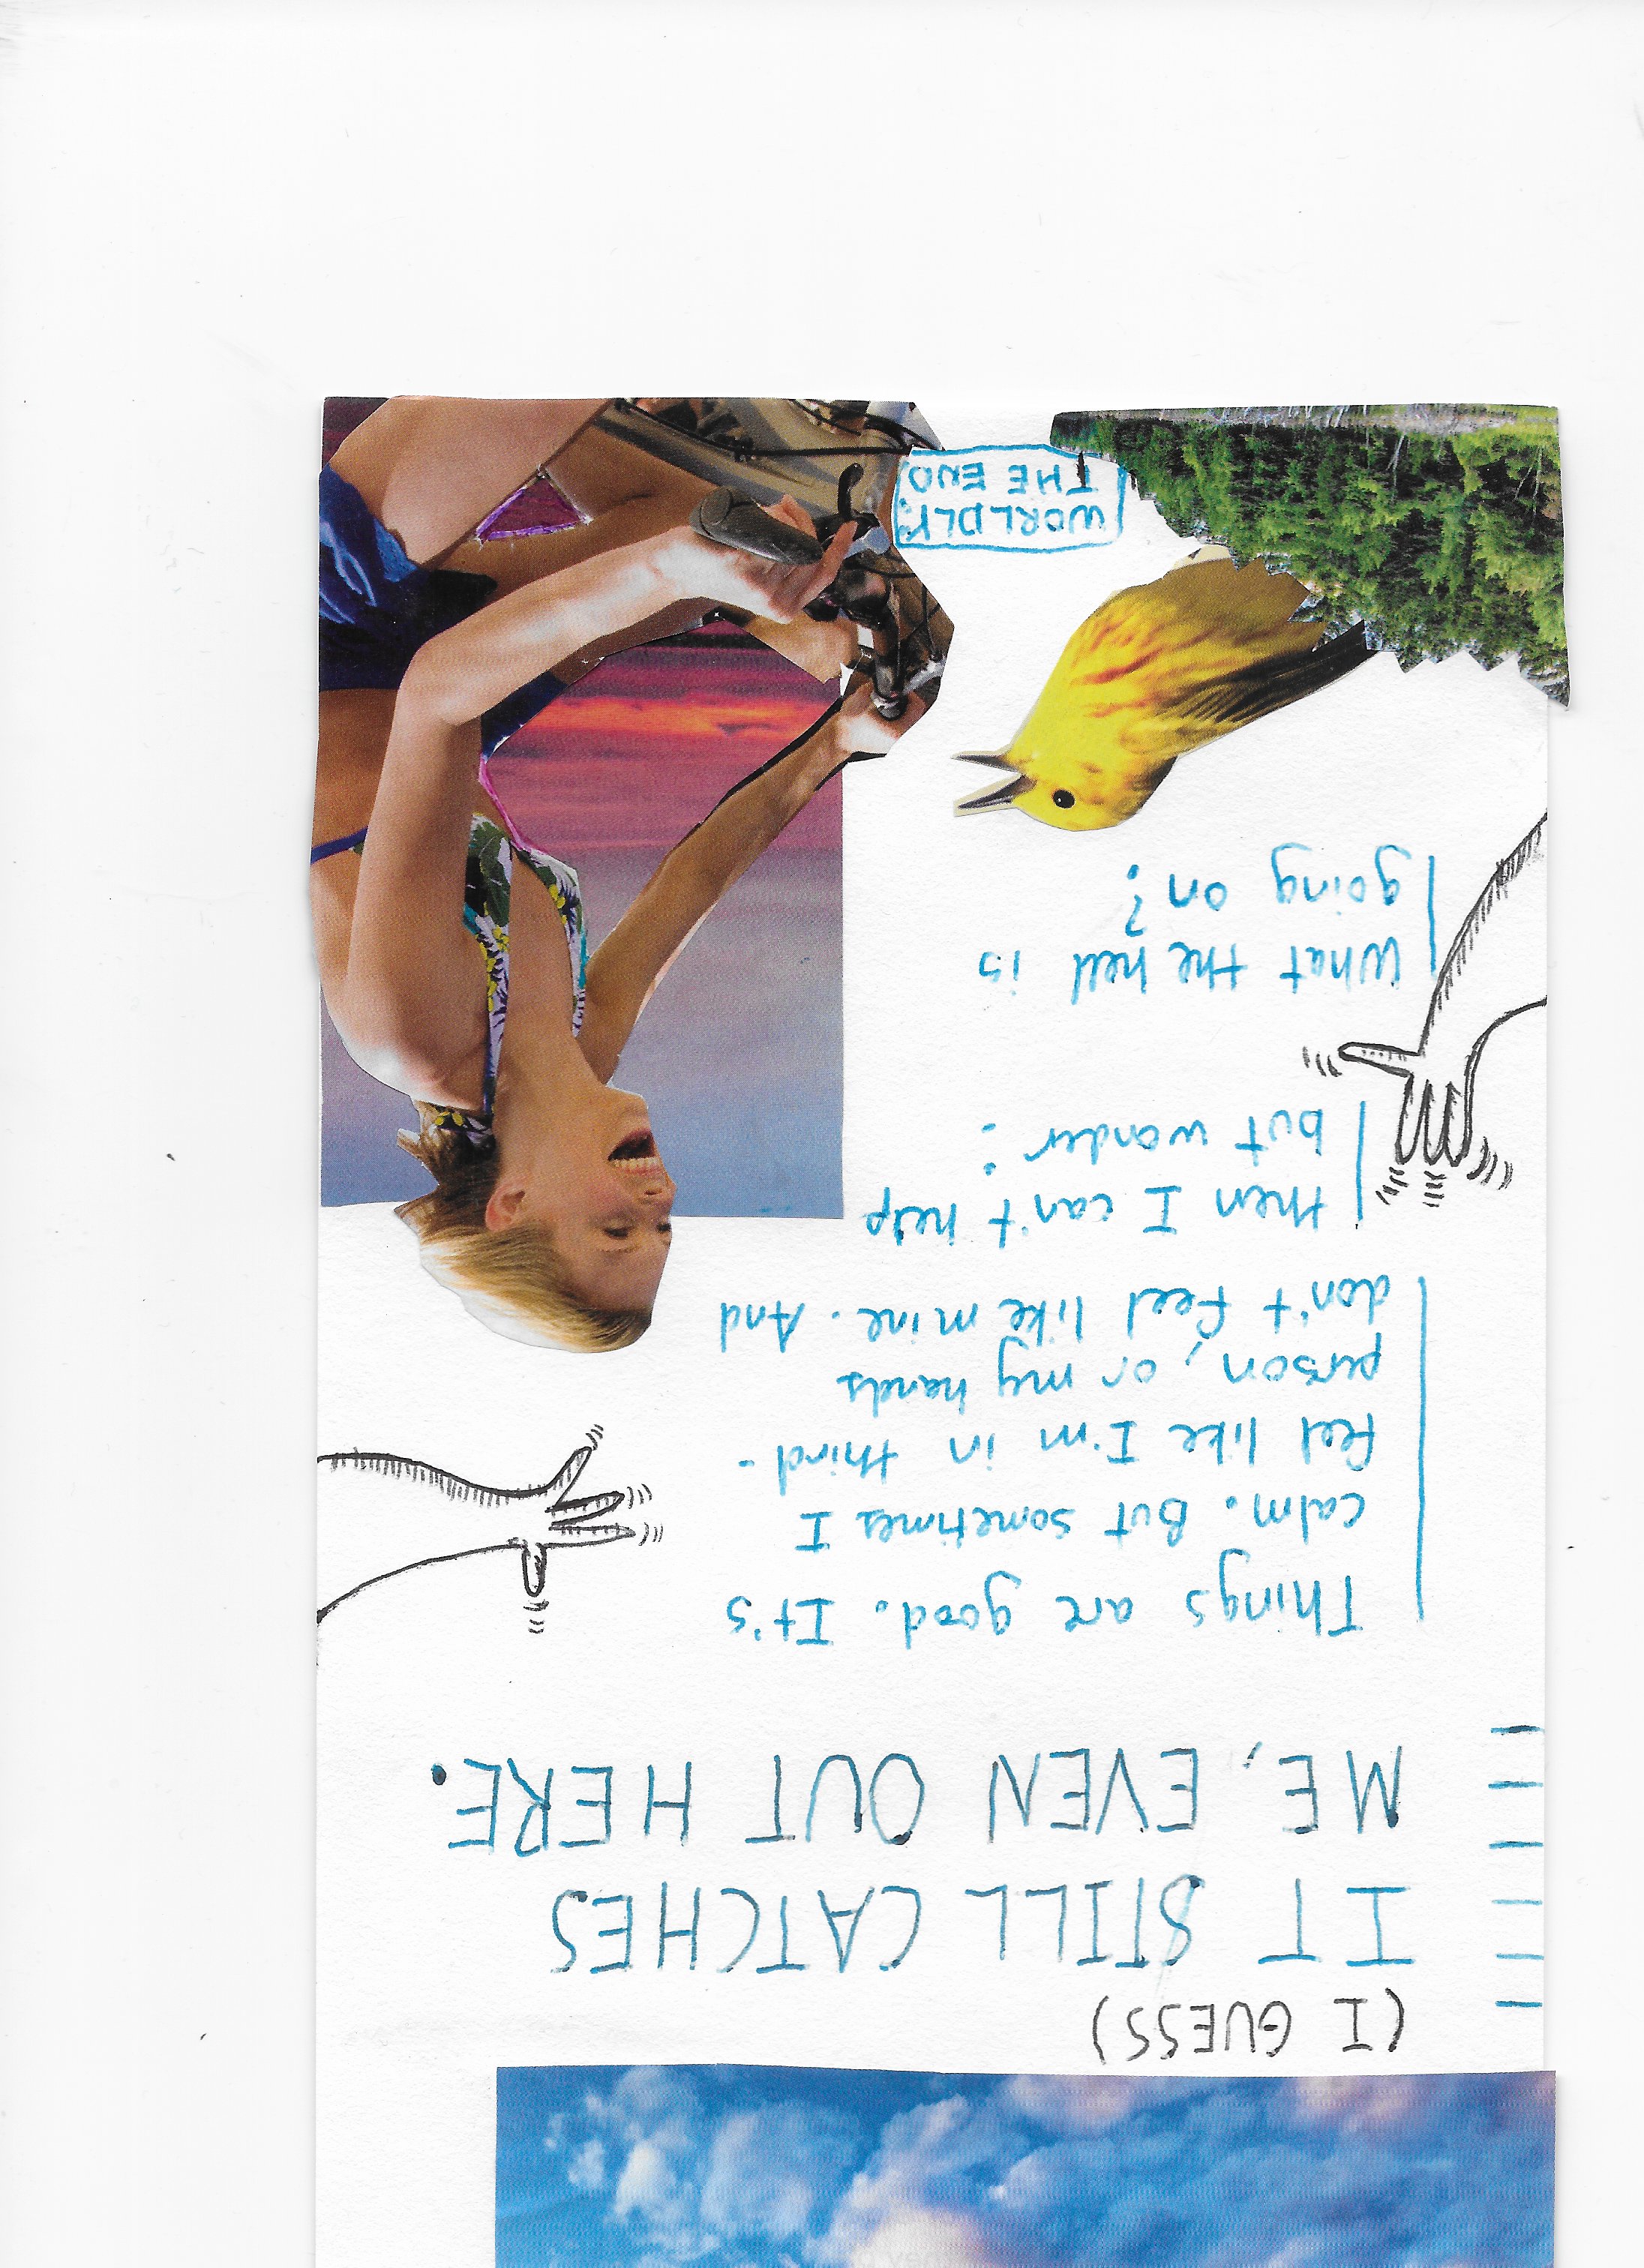 (I GUESS)
IT STILL CATCHES
ME, EVEN OUT HERE.
Things are good. It's
calm. But sometimes I
feel like I'm in third-
person, or my hands
don't feel like mine. And
then I can't help
but wonder:
What the hell is
going on?
WORLDLY:
THE END